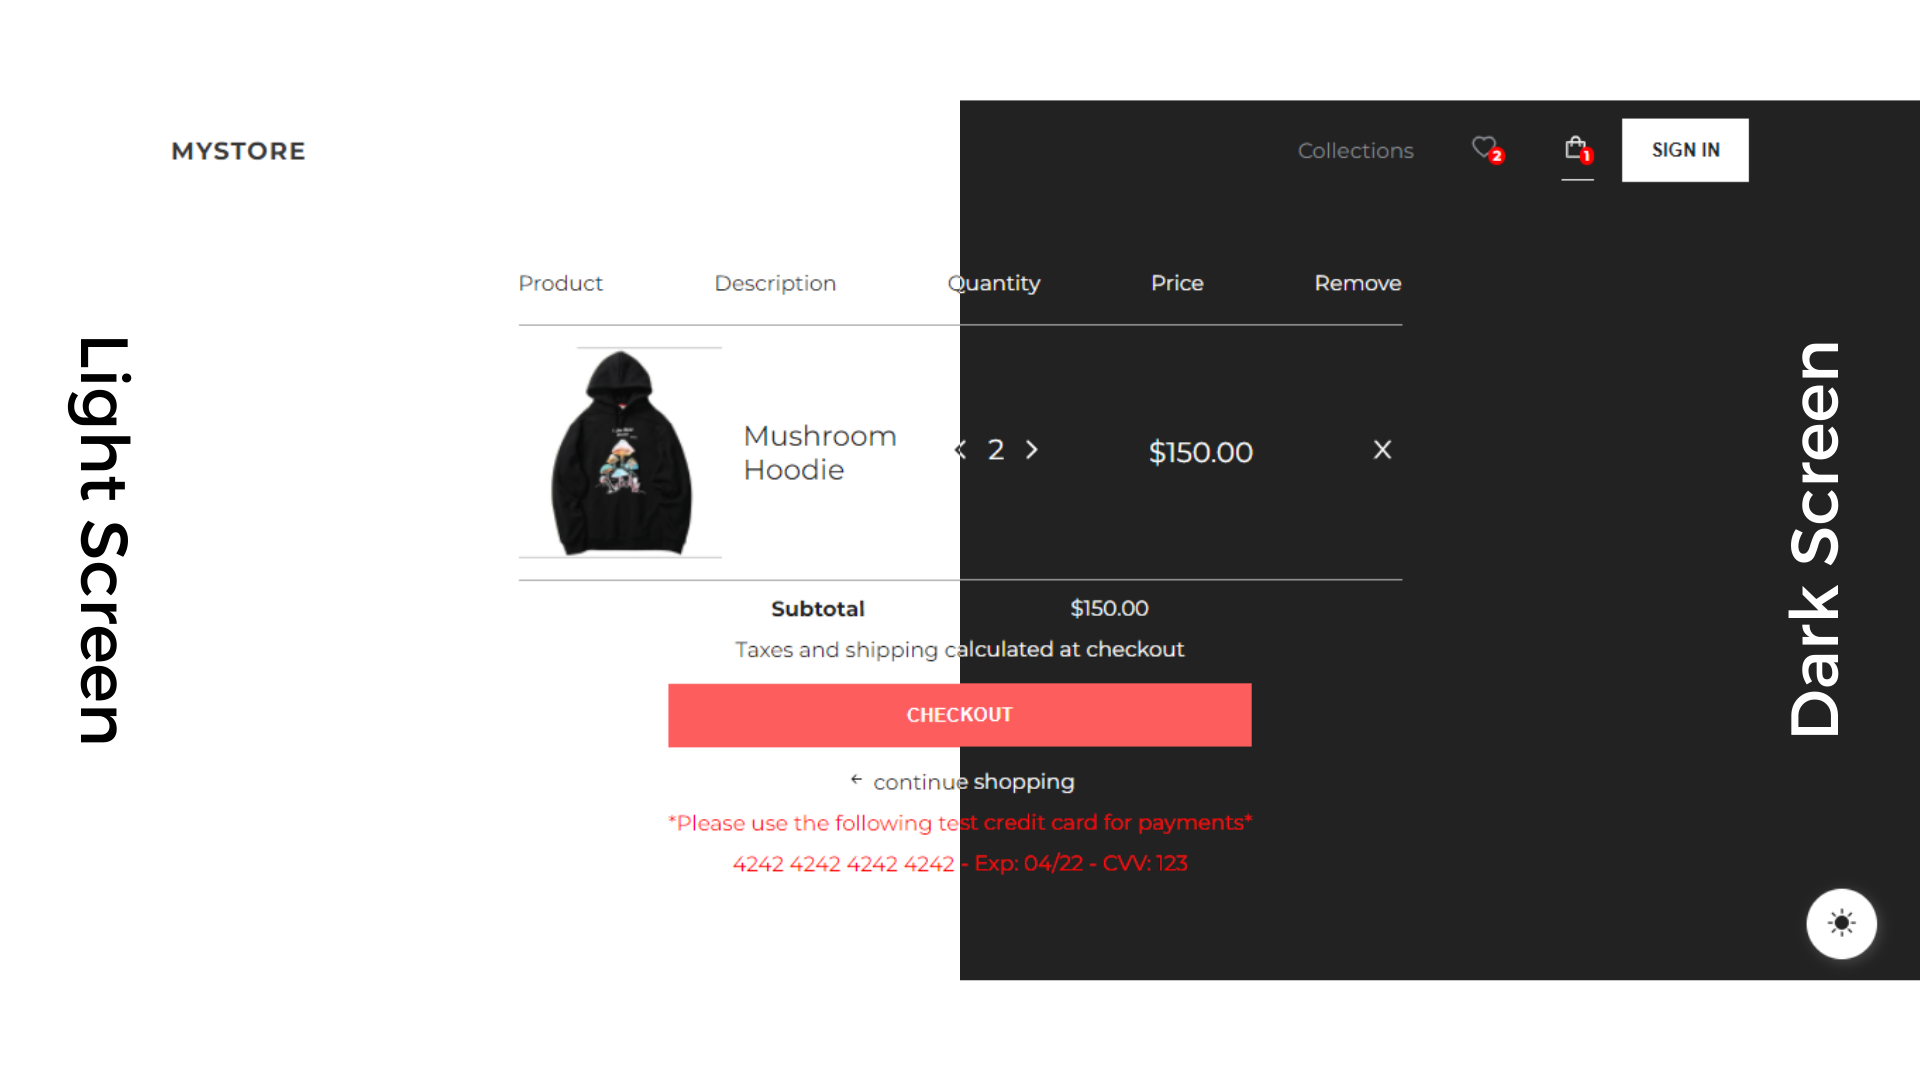 MYSTORE
Collections
2
1
SIGN IN
Light Screen
Dark Screen
Product Description Quantity Price Remove
Mushroom
Hoodie
2
$150.00
X
Subtotal $150.00
Taxes and shipping calculated at checkout
CHECKOUT
← continue shopping
*Please use the following test credit card for payments*
4242 4242 4242 4242 - Exp: 04/22 - CVV: 123